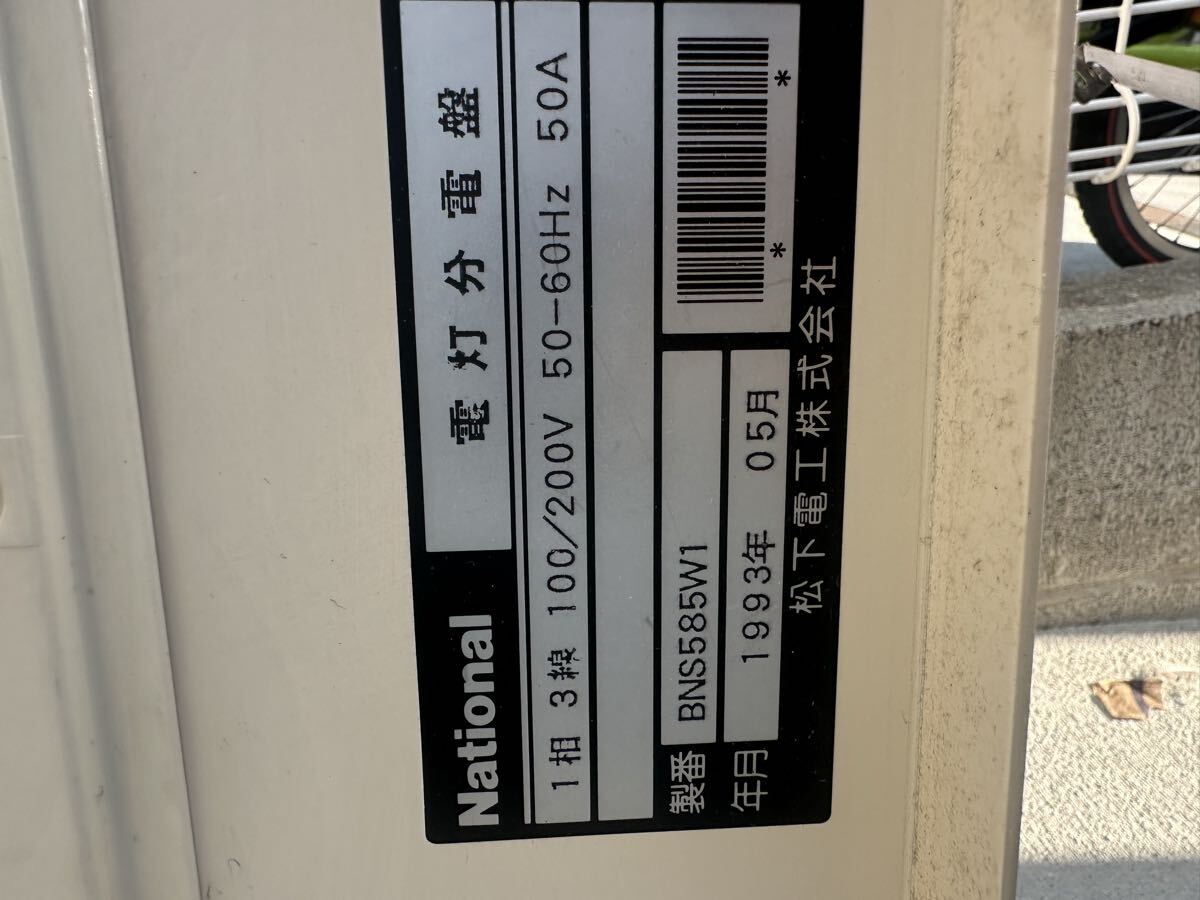 National 電灯分電盤
1相 3線 100/200V 50-60Hz 50A
製番 BNS585W1
年月 1993年 05月
* *
松下電工株式会社